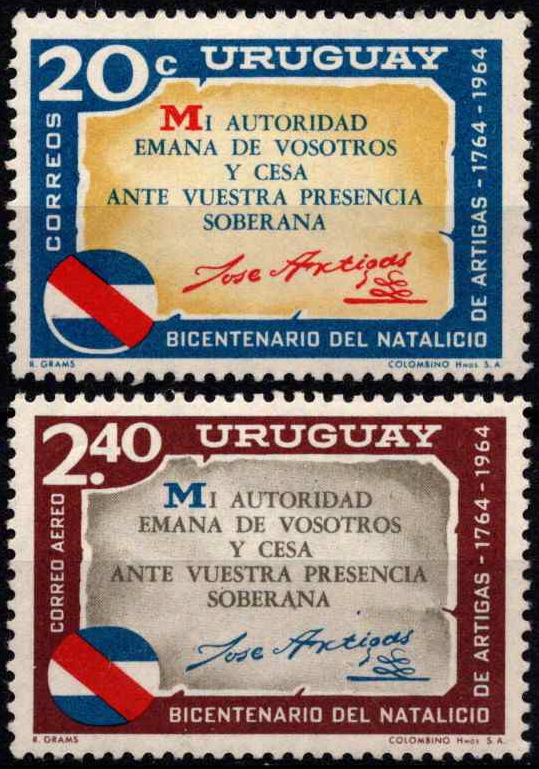 20c URUGUAY
CORREOS
MI AUTORIDAD
EMANA DE VOSOTROS
Y CESA
ANTE VUESTRA PRESENCIA
SOBERANA
Jose Artigas
BICENTENARIO DEL NATALICIO
DE ARTIGAS - 1764 - 1964
R. GRAMS
COLOMBINO Hnos S.A.
2.40 URUGUAY
CORREO AEREO
MI AUTORIDAD
EMANA DE VOSOTROS
Y CESA
ANTE VUESTRA PRESENCIA
SOBERANA
Jose Artigas
BICENTENARIO DEL NATALICIO
DE ARTIGAS - 1764 - 1964
R. GRAMS
COLOMBINO Hnos S.A.